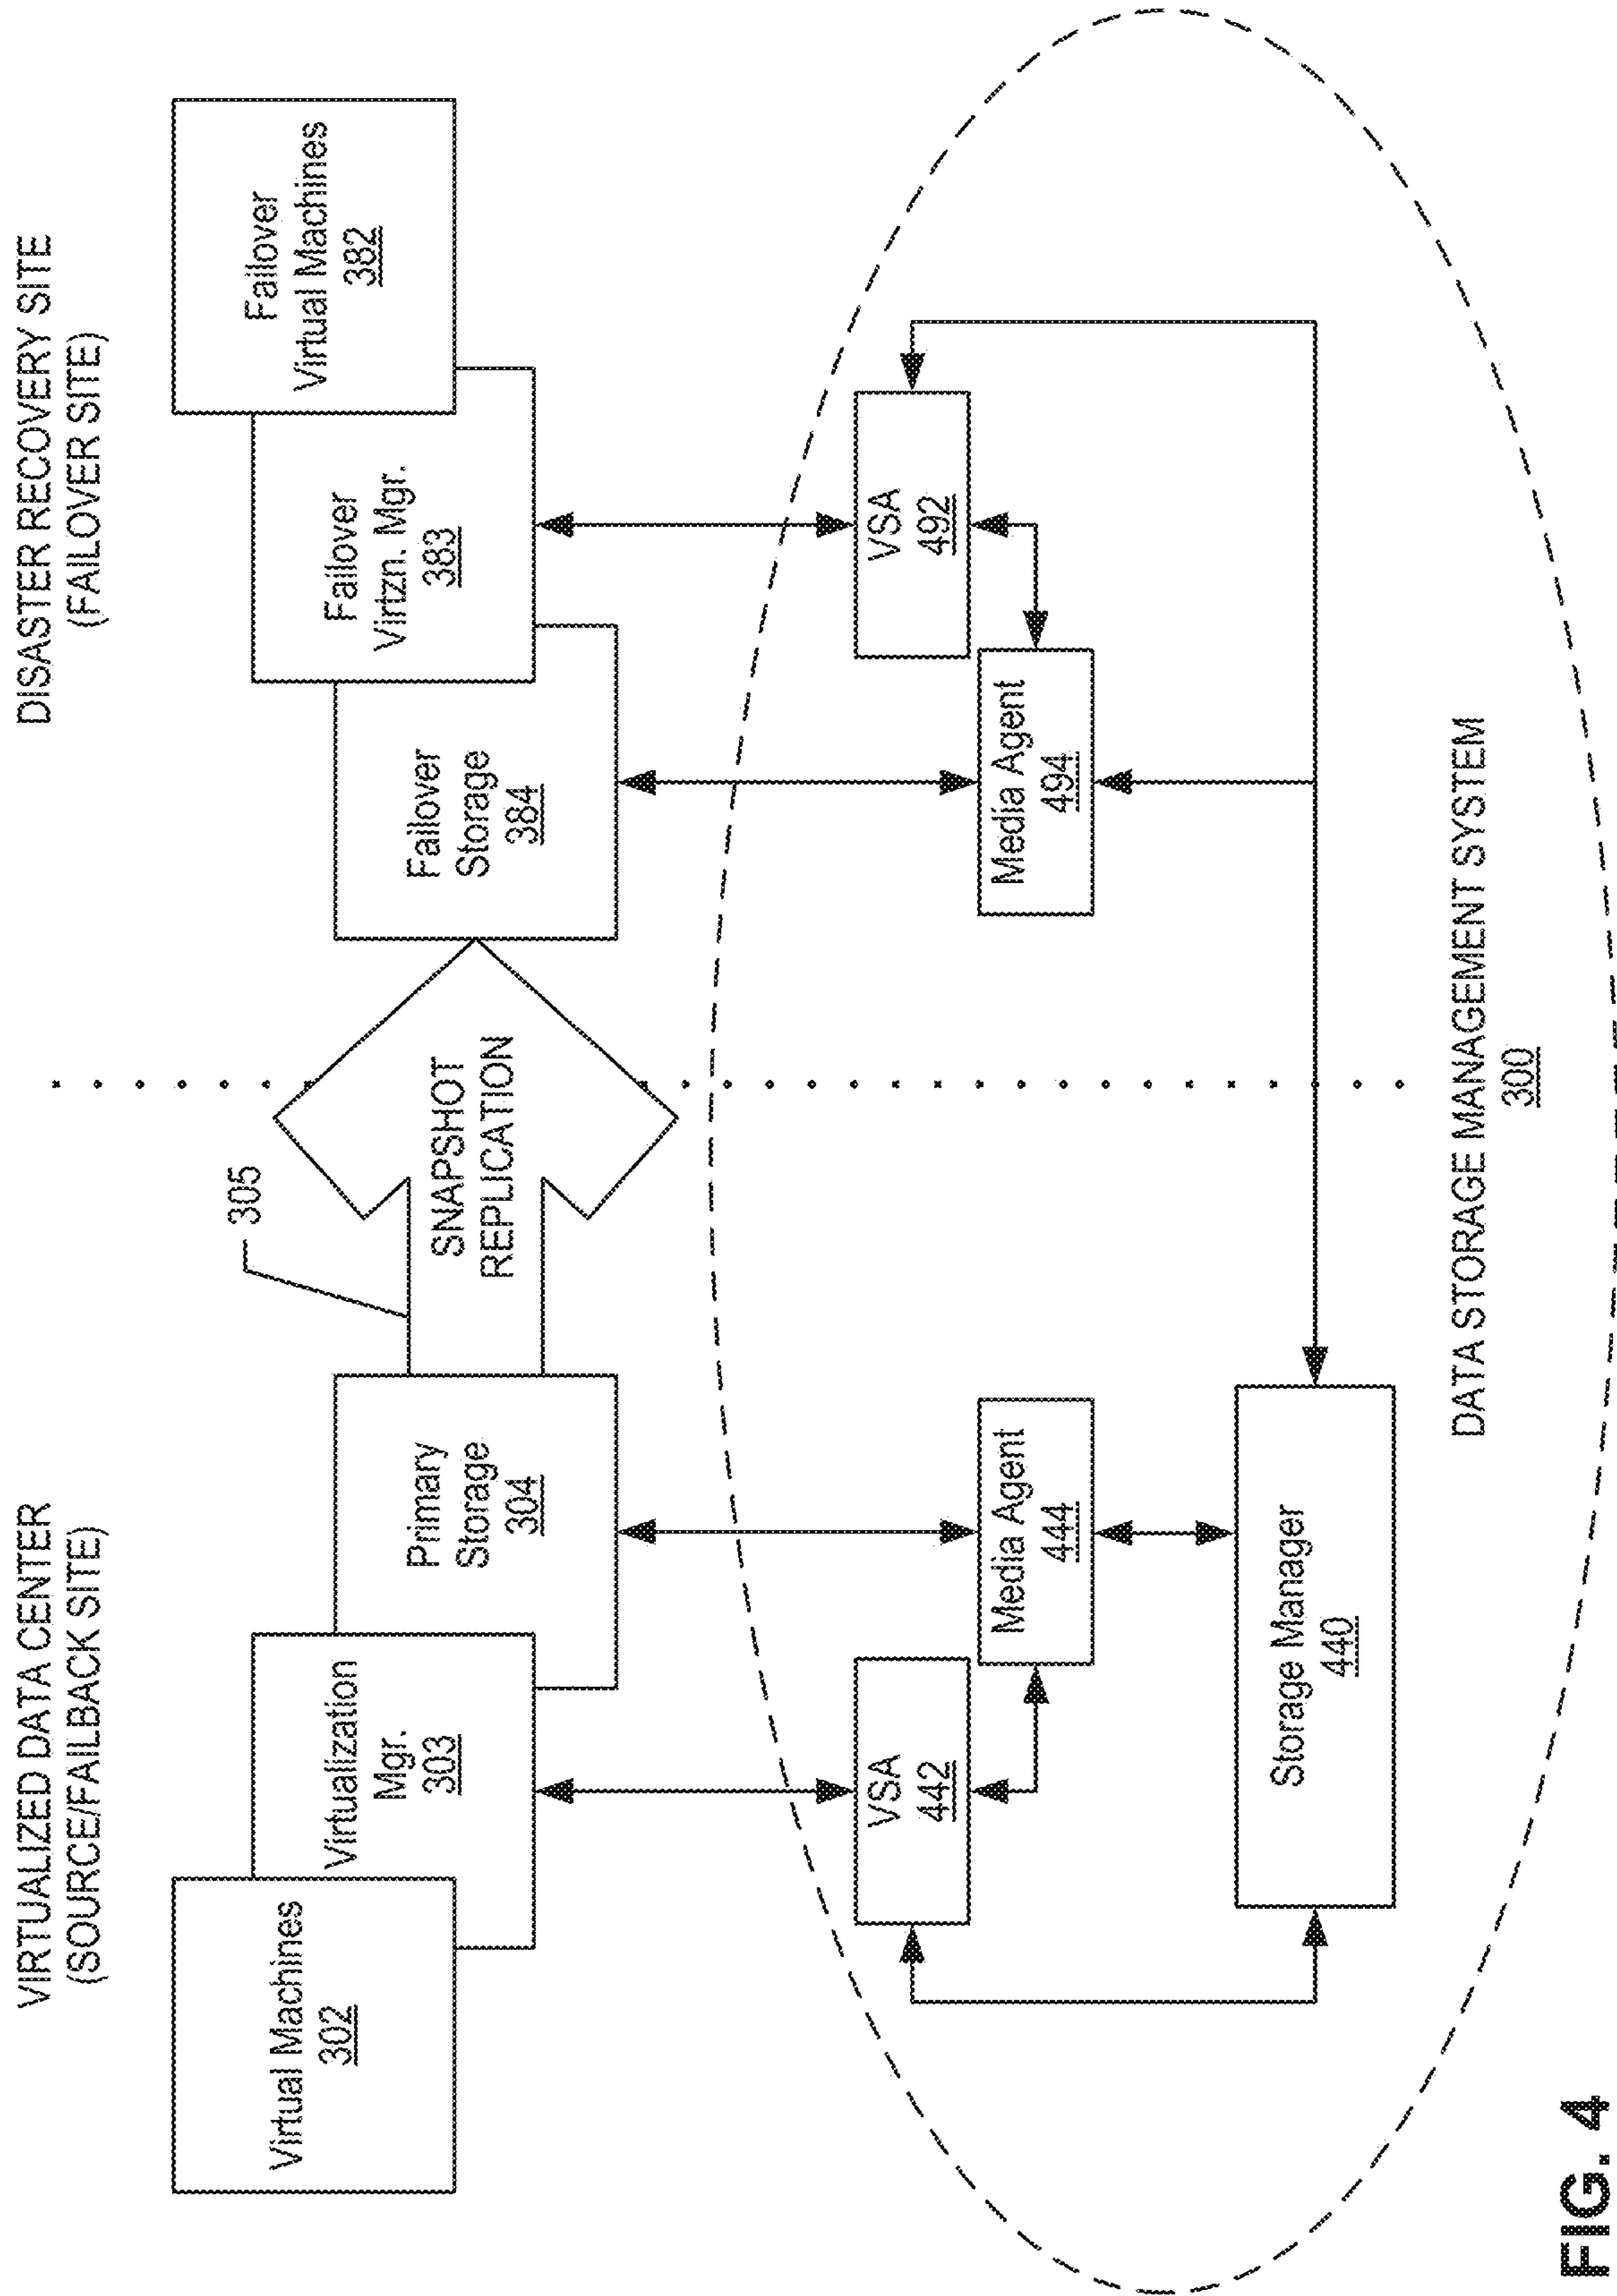 VIRTUALIZED DATA CENTER
(SOURCE/FAILBACK SITE)
DISASTER RECOVERY SITE
(FAILOVER SITE)
Virtual Machines
302
Virtualization
Mgr.
303
Primary
Storage
304
305
SNAPSHOT
REPLICATION
Failover
Storage
384
Failover
Virtzn. Mgr.
383
Failover
Virtual Machines
382
VSA
442
Media Agent
444
Storage Manager
440
Media Agent
494
VSA
492
DATA STORAGE MANAGEMENT SYSTEM
300
FIG. 4